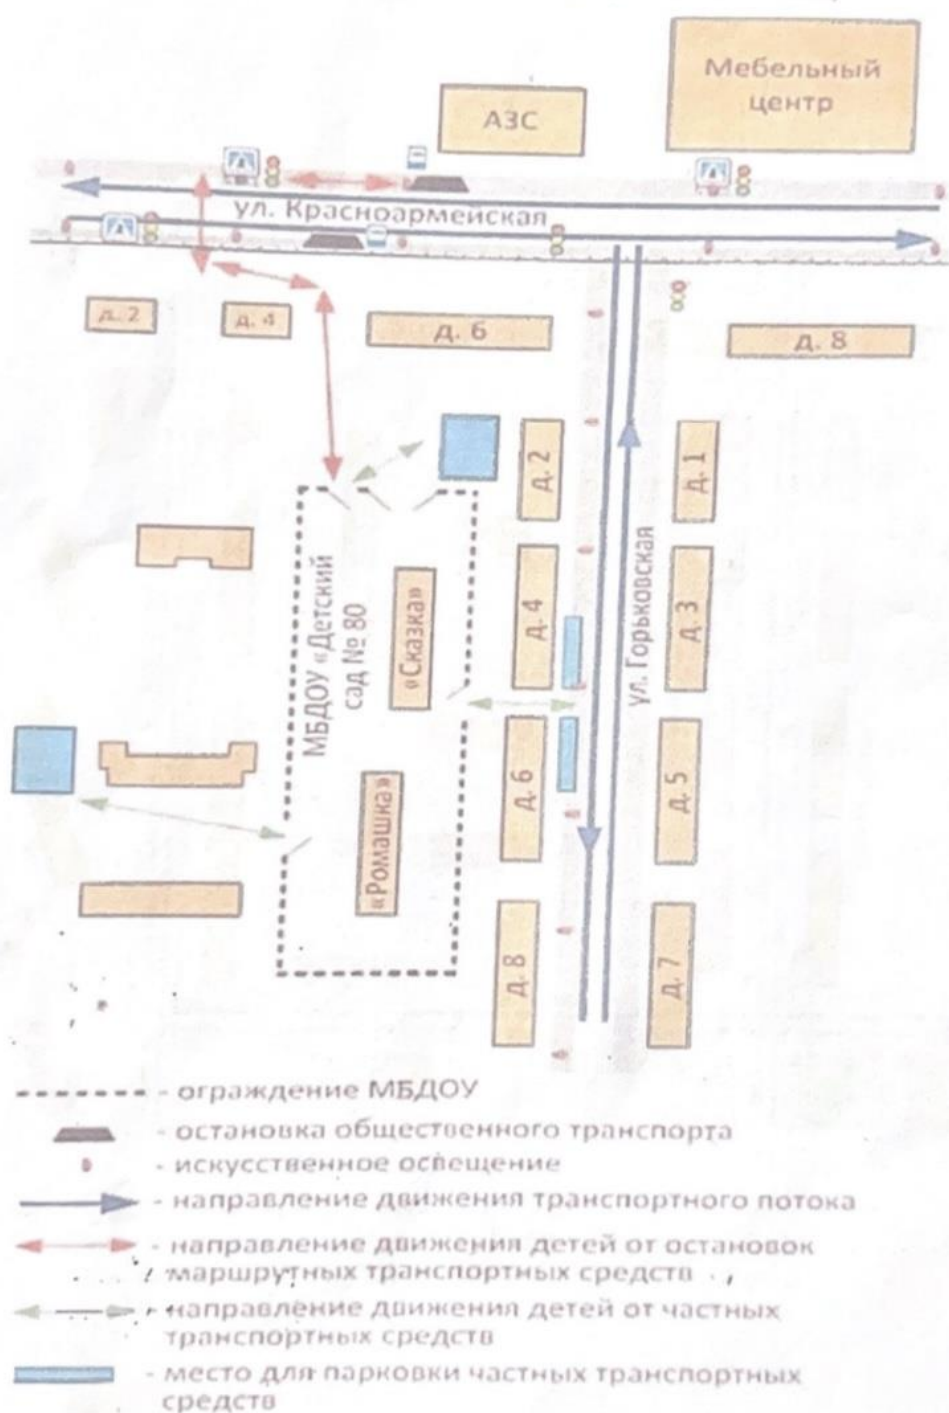 Мебельный
центр
АЗС
ул. Красноармейская
д. 2
д. 4
д. 6
д. 8
д. 2
д. 1
д. 4
д. 3
ул. Горьковская
МБДОУ «Детский
сад № 80
«Сказка»
«Ромашка»
д. 6
д. 5
д. 8
д. 7
- ограждение МБДОУ
- остановка общественного транспорта
- искусственное освещение
- направление движения транспортного потока
- направление движения детей от остановок
маршрутных транспортных средств
- направление движения детей от частных
транспортных средств
- место для парковки частных транспортных
средств